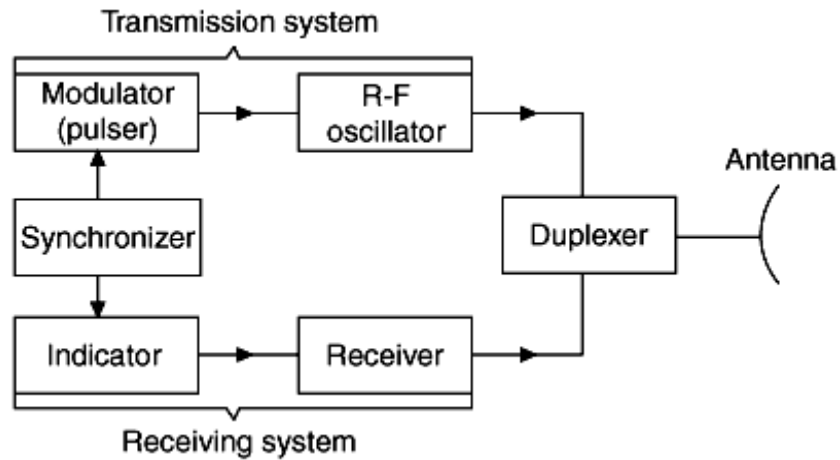 Transmission system
Modulator
(pulser)
R-F
oscillator
Antenna
Synchronizer
Duplexer
Indicator
Receiver
Receiving system